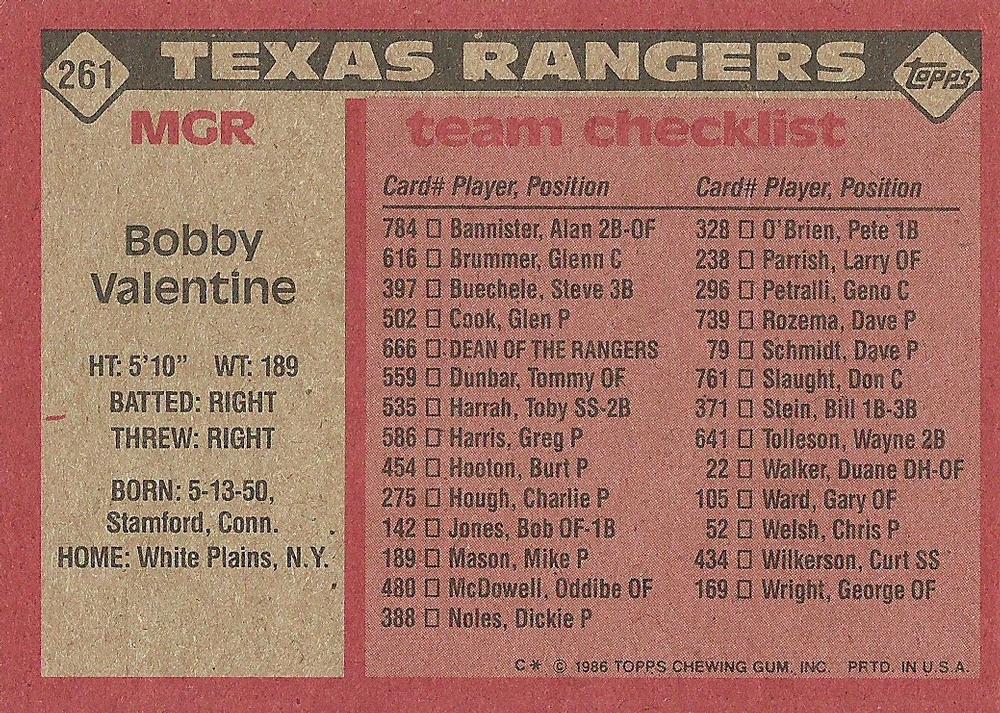 261 TEXAS RANGERS TOPPS
MGR
Bobby
Valentine
HT: 5'10" WT: 189
BATTED: RIGHT
THREW: RIGHT
BORN: 5-13-50,
Stamford, Conn.
HOME: White Plains, N.Y.
team checklist
Card# Player, Position
784 □ Bannister, Alan 2B-OF
616 □ Brummer, Glenn C
397 □ Buechele, Steve 3B
502 □ Cook, Glen P
666 □ DEAN OF THE RANGERS
559 □ Dunbar, Tommy OF
535 □ Harrah, Toby SS-2B
586 □ Harris, Greg P
454 □ Hooton, Burt P
275 □ Hough, Charlie P
142 □ Jones, Bob OF-1B
189 □ Mason, Mike P
480 □ McDowell, Oddibe OF
388 □ Noles, Dickie P
Card# Player, Position
328 □ O'Brien, Pete 1B
238 □ Parrish, Larry OF
296 □ Petralli, Geno C
739 □ Rozema, Dave P
79 □ Schmidt, Dave P
761 □ Slaught, Don C
371 □ Stein, Bill 1B-3B
641 □ Tolleson, Wayne 2B
22 □ Walker, Duane DH-OF
105 □ Ward, Gary OF
52 □ Welsh, Chris P
434 □ Wilkerson, Curt SS
169 □ Wright, George OF
C* © 1986 TOPPS CHEWING GUM, INC. PRTD. IN U.S.A.